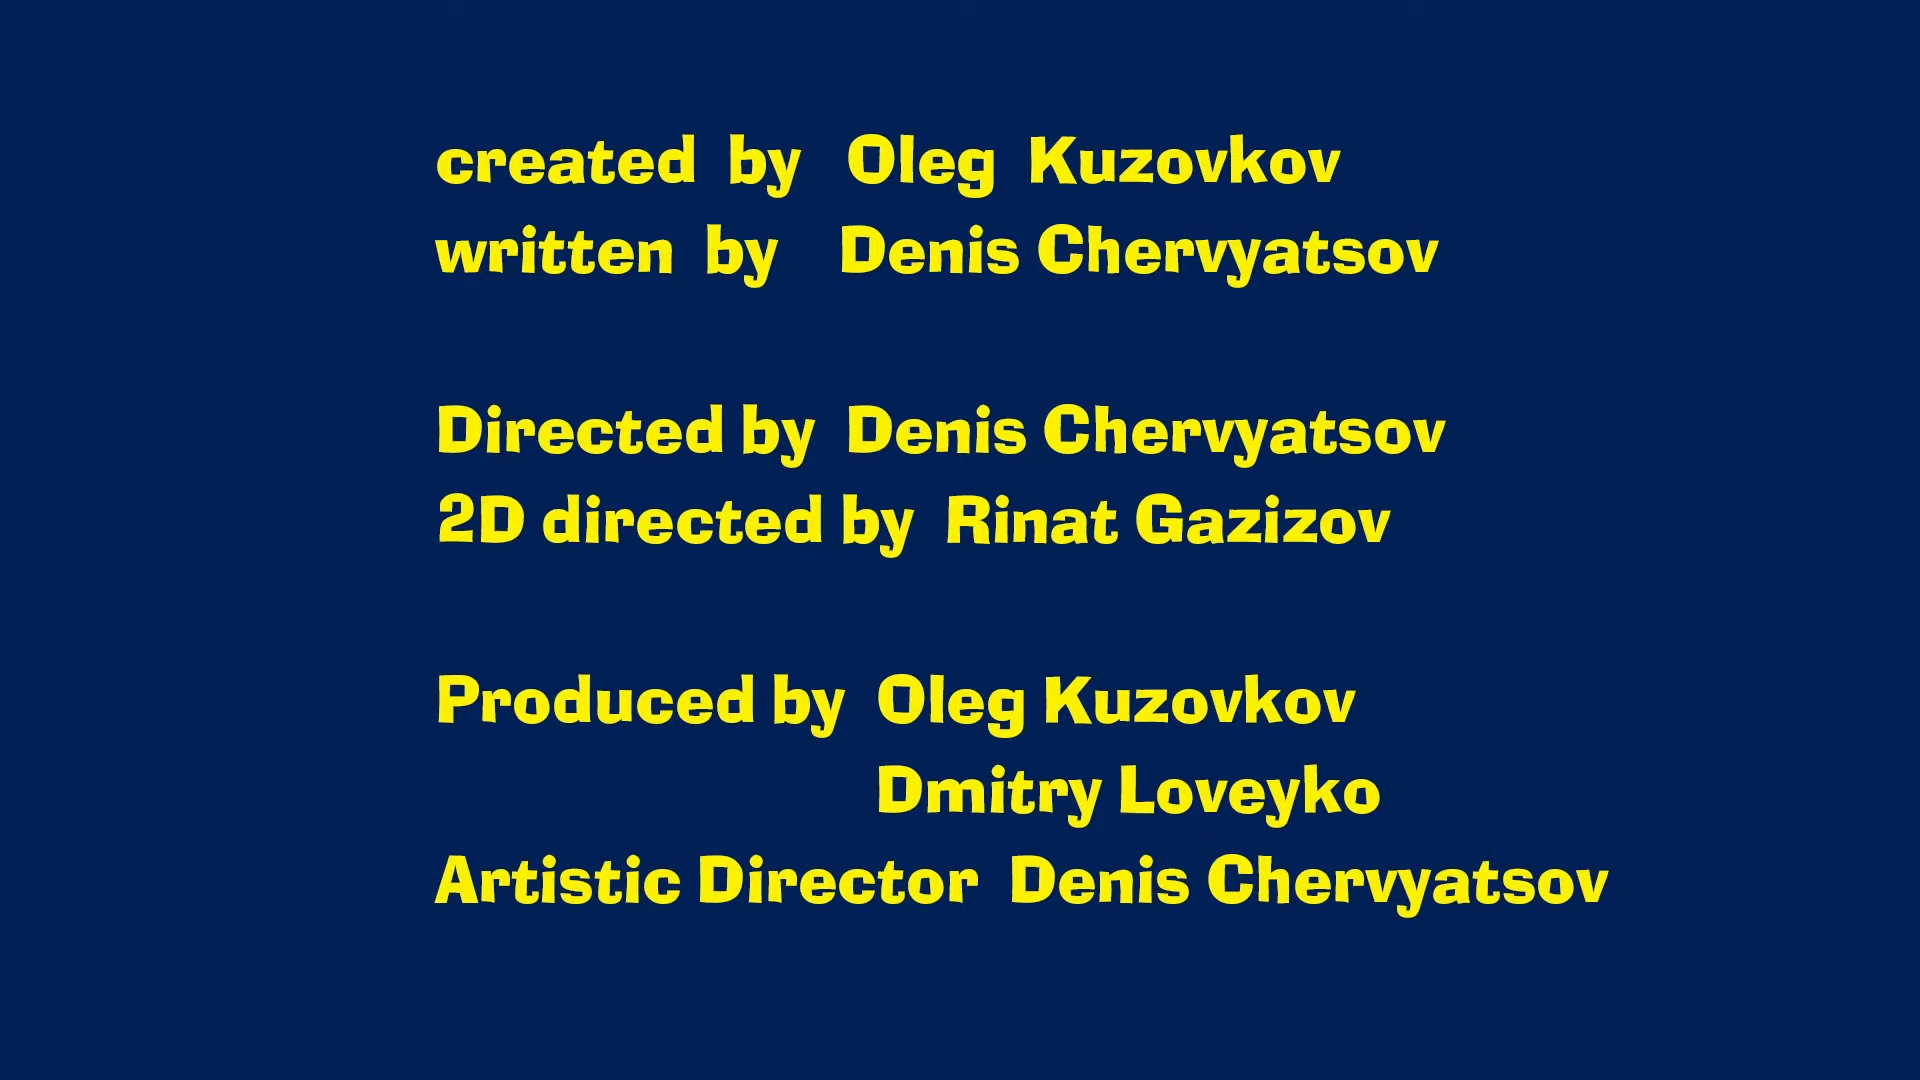 created by Oleg Kuzovkov
written by Denis Chervyatsov
Directed by Denis Chervyatsov
2D directed by Rinat Gazizov
Produced by Oleg Kuzovkov
Dmitry Loveyko
Artistic Director Denis Chervyatsov